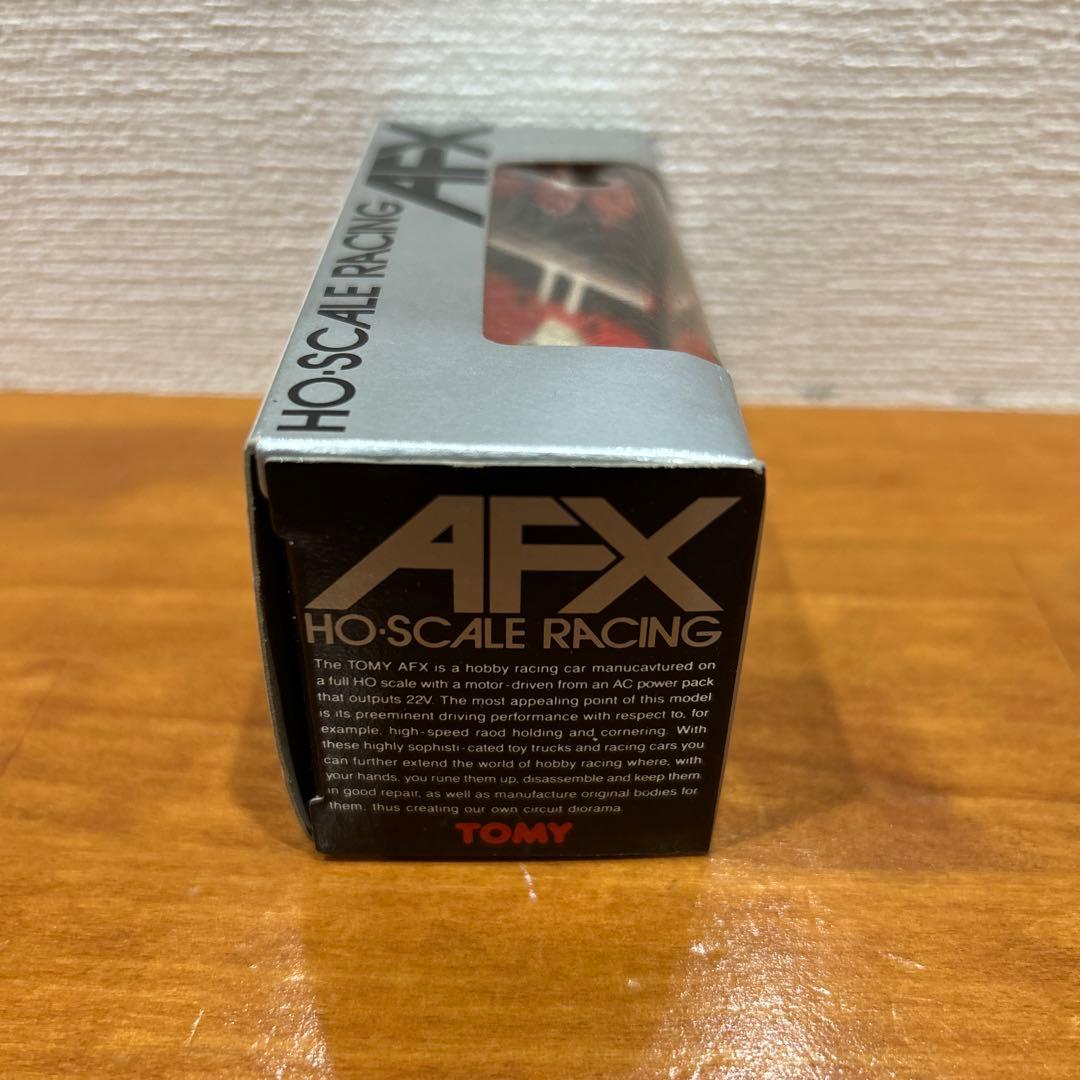 AFX
HO·SCALE RACING
AFX
HO·SCALE RACING
The TOMY AFX is a hobby racing car manucavtured on
a full HO scale with a motor-driven from an AC power pack
that outputs 22V. The most appealing point of this model
is its preeminent driving performance with respect to, for
example, high-speed raod holding and cornering. With
these highly sophisti-cated toy trucks and racing cars you
can further extend the world of hobby racing where, with
your hands, you rune them up, disassemble and keep them
in good repair, as well as manufacture original bodies for
them, thus creating our own circuit diorama.
TOMY